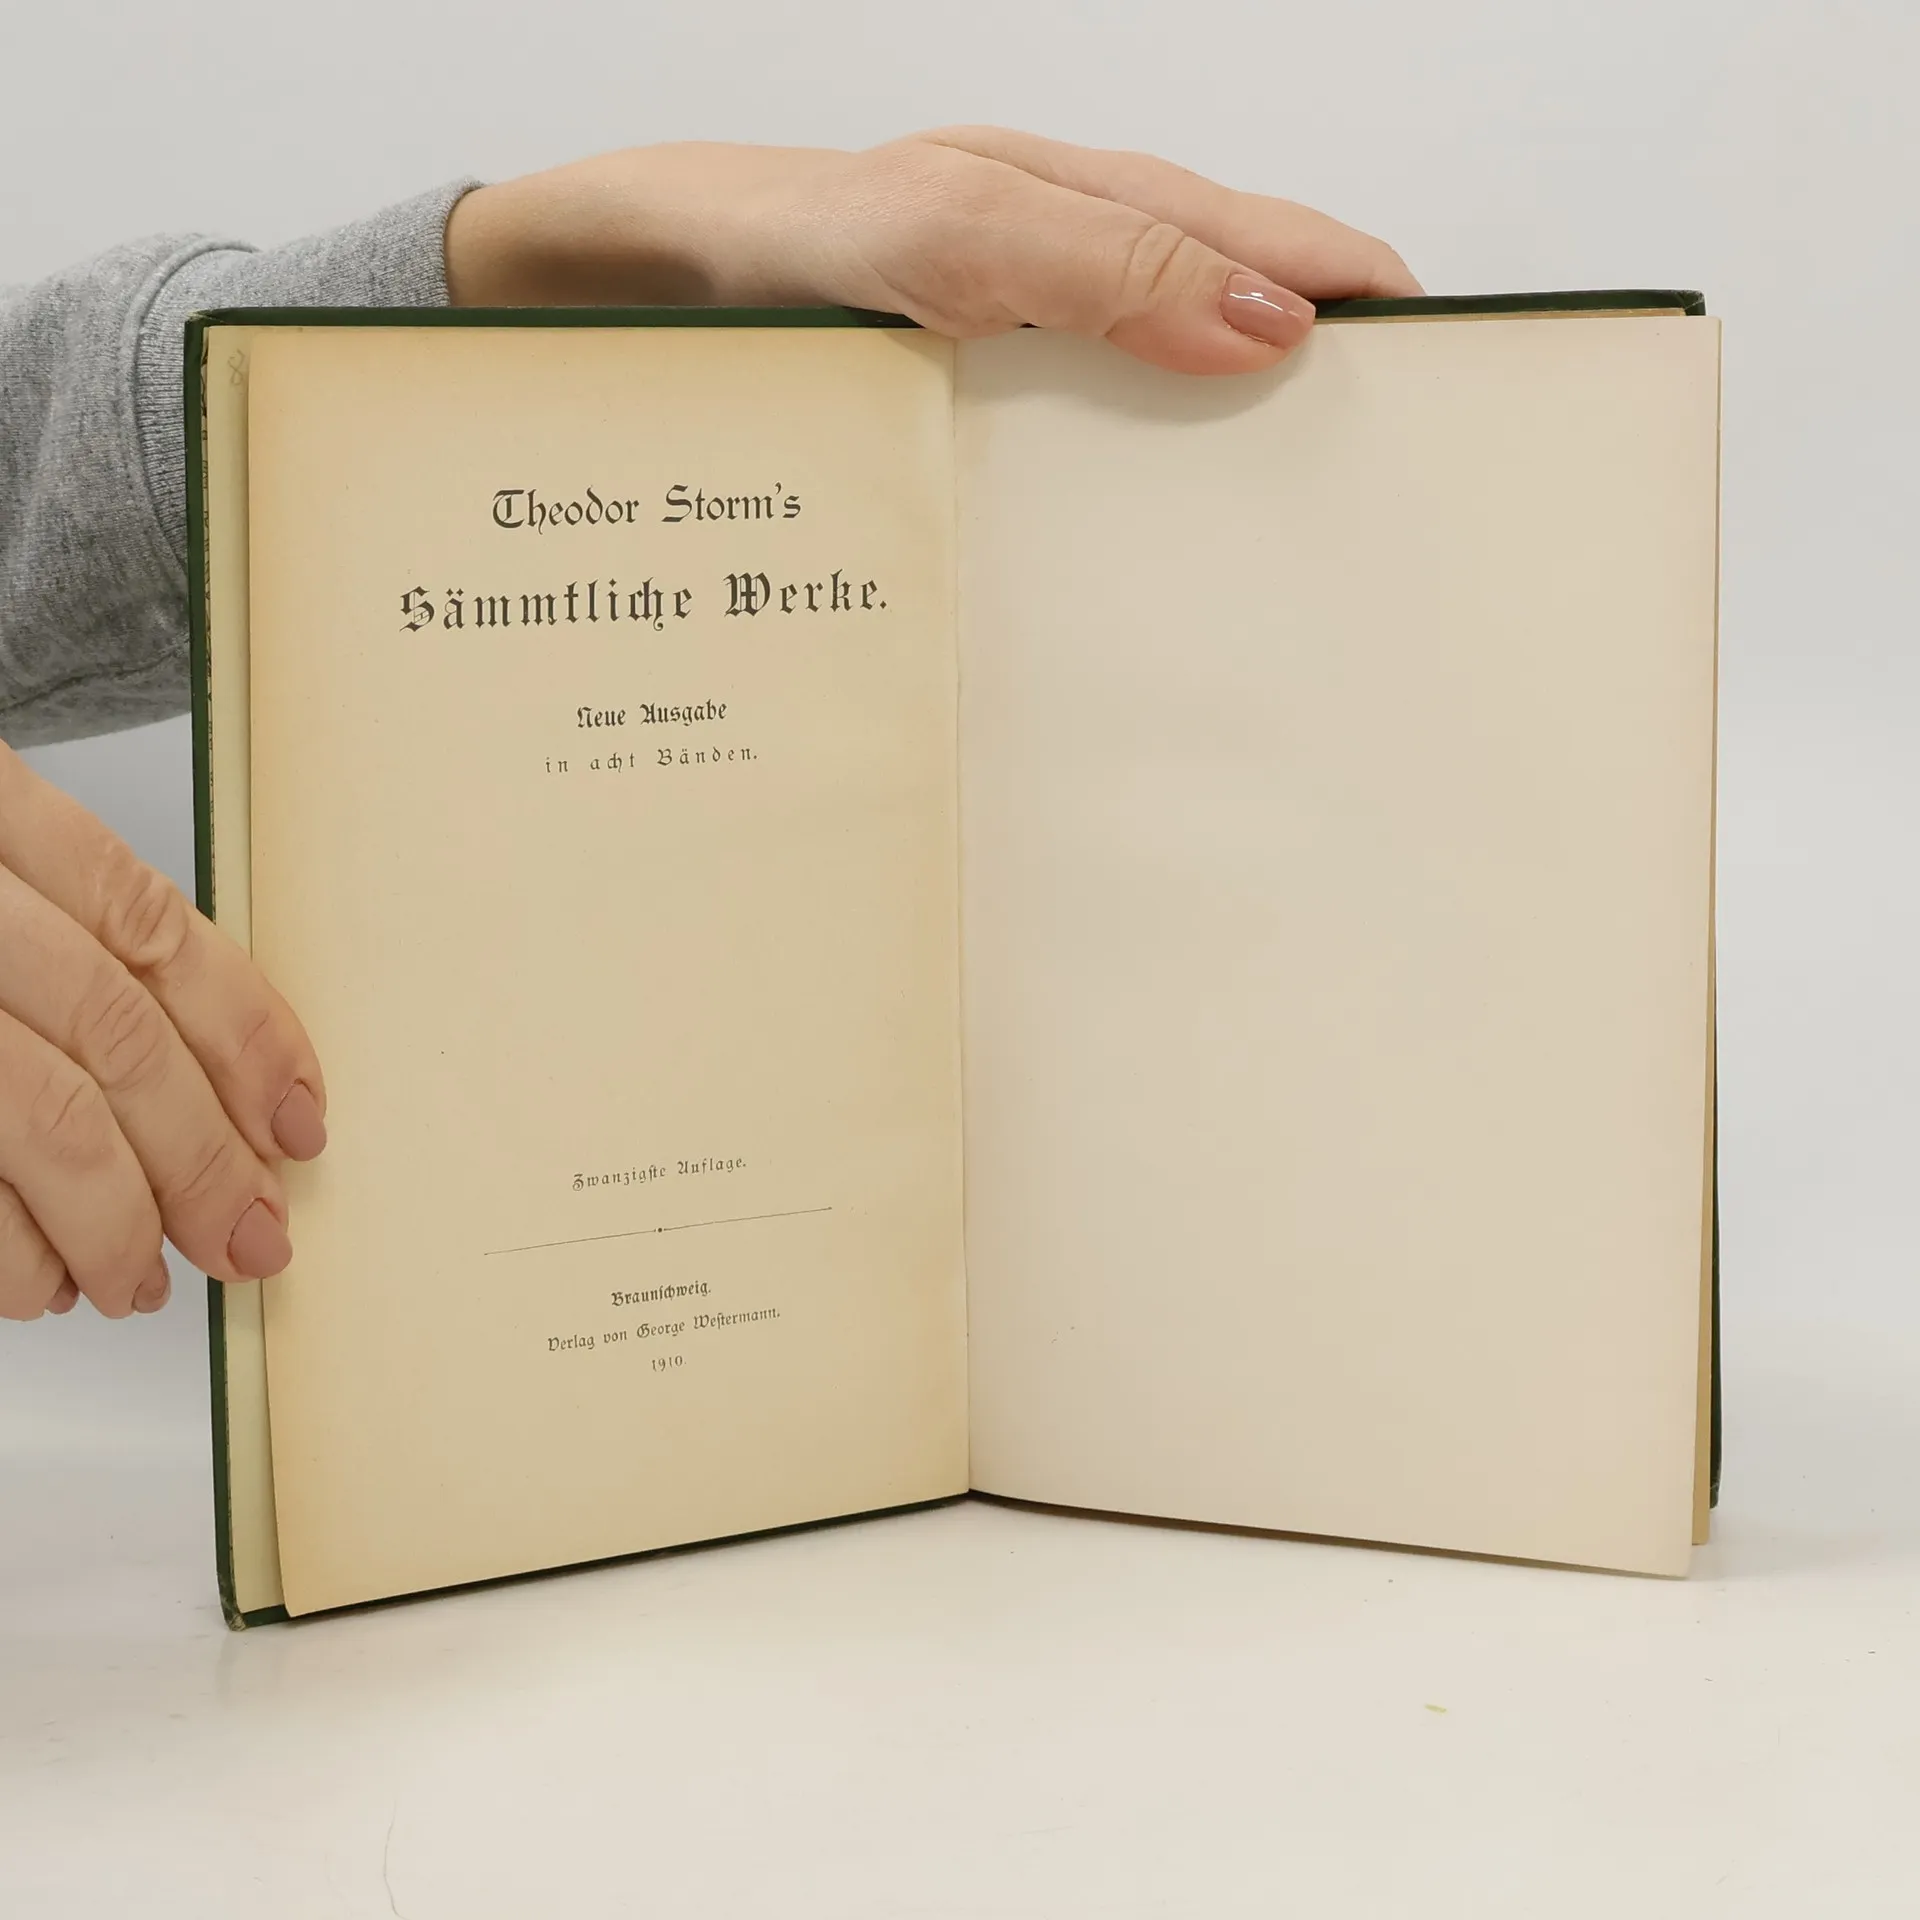 Theodor Storm's
Sämmtliche Werke.
Neue Ausgabe
in acht Bänden.
Zwanzigſte Auflage.
Braunſchweig.
Verlag von George Weſtermann.
1910.